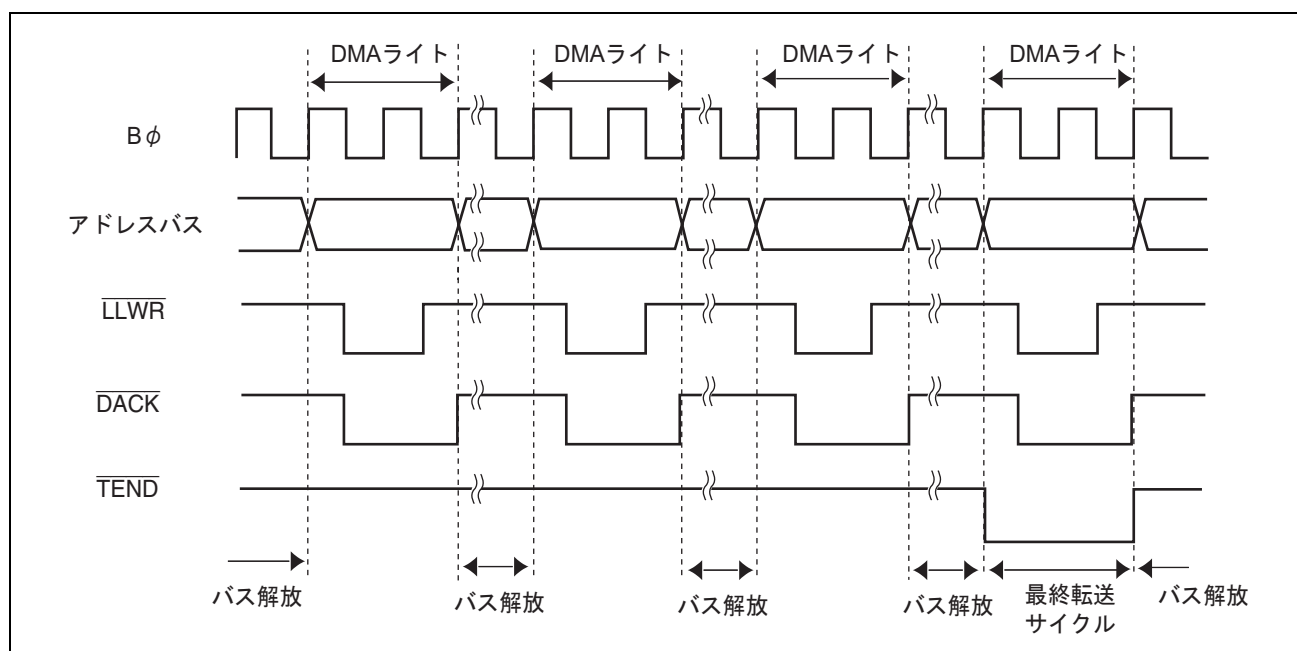 DMAライト DMAライト DMAライト DMAライト
Bφ
アドレスバス
LLWR
DACK
TEND
バス解放 バス解放 バス解放 バス解放 最終転送 バス解放
サイクル